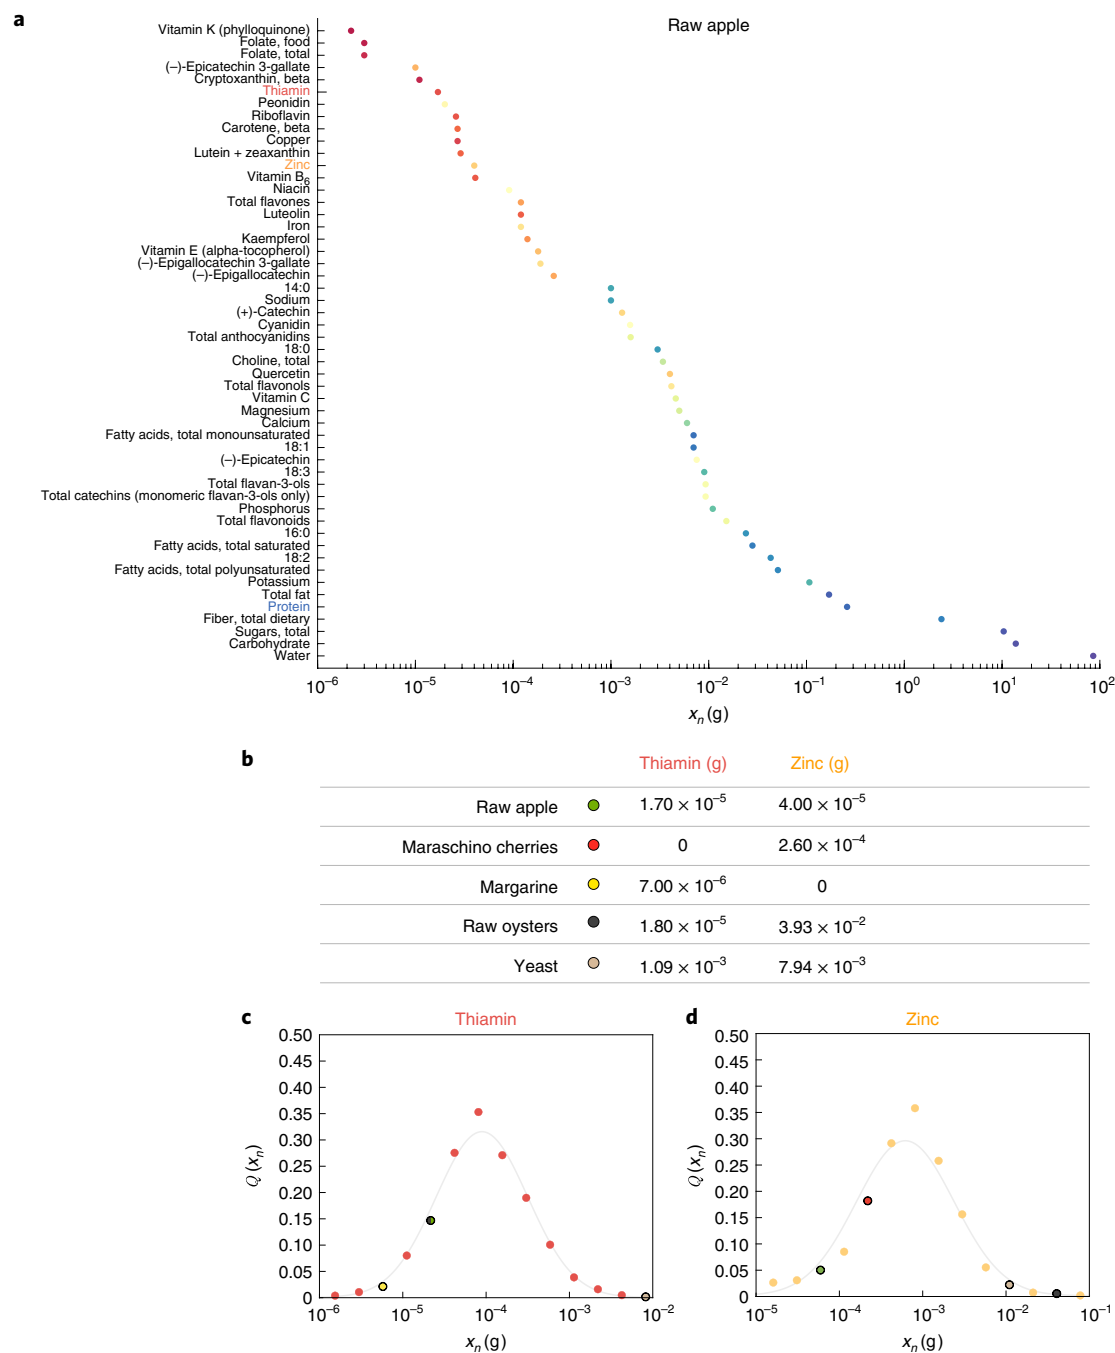 a
Raw apple
Vitamin K (phylloquinone)
Folate, food
Folate, total
(–)-Epicatechin 3-gallate
Cryptoxanthin, beta
Thiamin
Peonidin
Riboflavin
Carotene, beta
Copper
Lutein + zeaxanthin
Zinc
Vitamin B6
Niacin
Total flavones
Luteolin
Iron
Kaempferol
Vitamin E (alpha-tocopherol)
(–)-Epigallocatechin 3-gallate
(–)-Epigallocatechin
14:0
Sodium
(+)-Catechin
Cyanidin
Total anthocyanidins
18:0
Choline, total
Quercetin
Total flavonols
Vitamin C
Magnesium
Calcium
Fatty acids, total monounsaturated
18:1
(–)-Epicatechin
18:3
Total flavan-3-ols
Total catechins (monomeric flavan-3-ols only)
Phosphorus
Total flavonoids
16:0
Fatty acids, total saturated
18:2
Fatty acids, total polyunsaturated
Potassium
Total fat
Protein
Fiber, total dietary
Sugars, total
Carbohydrate
Water
10⁻⁶ 10⁻⁵ 10⁻⁴ 10⁻³ 10⁻² 10⁻¹ 10⁰ 10¹ 10²
xₙ (g)
b
Thiamin (g) Zinc (g)
Raw apple 1.70 × 10⁻⁵ 4.00 × 10⁻⁵
Maraschino cherries 0 2.60 × 10⁻⁴
Margarine 7.00 × 10⁻⁶ 0
Raw oysters 1.80 × 10⁻⁵ 3.93 × 10⁻²
Yeast 1.09 × 10⁻³ 7.94 × 10⁻³
c
Thiamin
0.50
0.45
0.40
0.35
0.30
0.25
0.20
0.15
0.10
0.05
0
Q (xₙ)
10⁻⁶ 10⁻⁵ 10⁻⁴ 10⁻³ 10⁻²
xₙ (g)
d
Zinc
0.50
0.45
0.40
0.35
0.30
0.25
0.20
0.15
0.10
0.05
0
Q (xₙ)
10⁻⁵ 10⁻⁴ 10⁻³ 10⁻² 10⁻¹
xₙ (g)